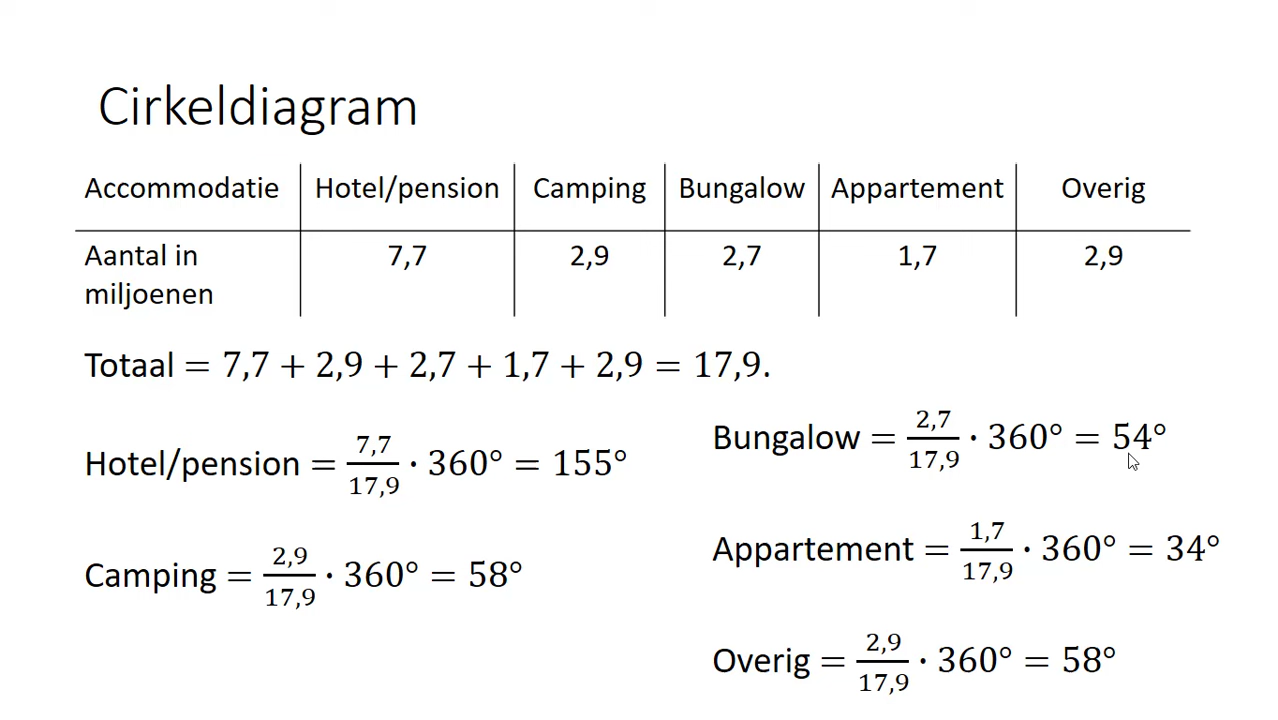 Cirkeldiagram
Accommodatie Hotel/pension Camping Bungalow Appartement Overig
Aantal in miljoenen 7,7 2,9 2,7 1,7 2,9
Totaal = 7,7 + 2,9 + 2,7 + 1,7 + 2,9 = 17,9.
Hotel/pension = 7,7/17,9 · 360° = 155°
Camping = 2,9/17,9 · 360° = 58°
Bungalow = 2,7/17,9 · 360° = 54°
Appartement = 1,7/17,9 · 360° = 34°
Overig = 2,9/17,9 · 360° = 58°